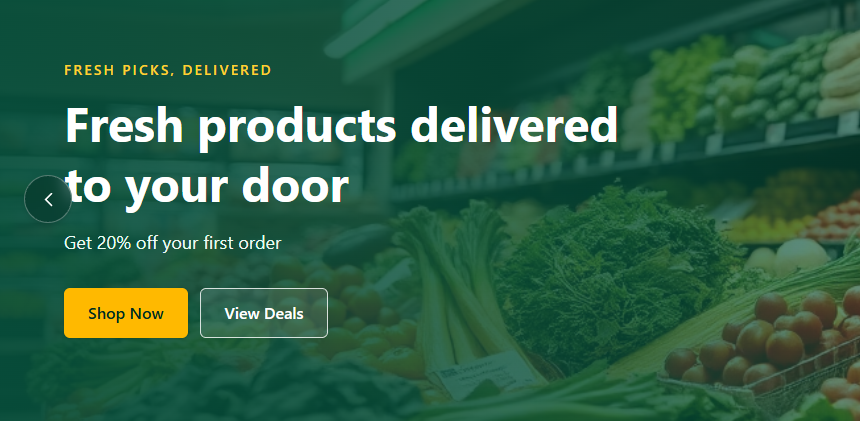 FRESH PICKS, DELIVERED
Fresh products delivered
to your door
Get 20% off your first order
Shop Now
View Deals